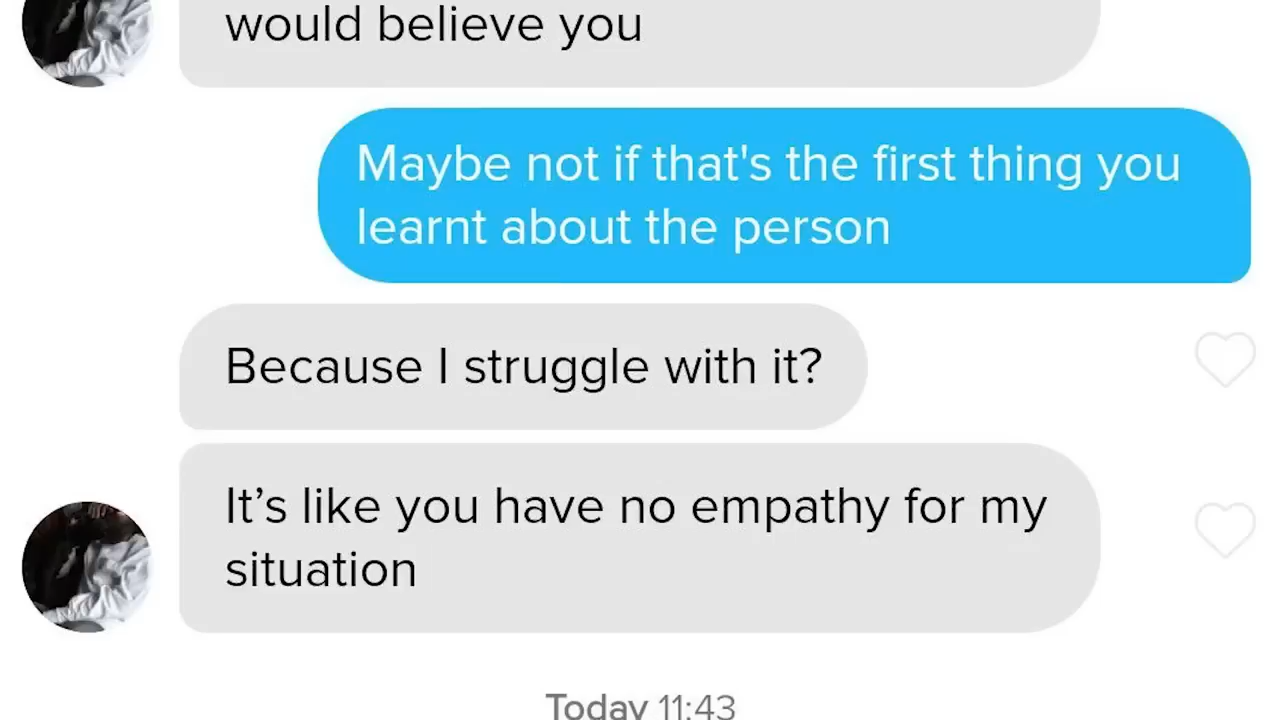 would believe you
Maybe not if that's the first thing you
learnt about the person
Because I struggle with it?
It’s like you have no empathy for my
situation
Today 11:43